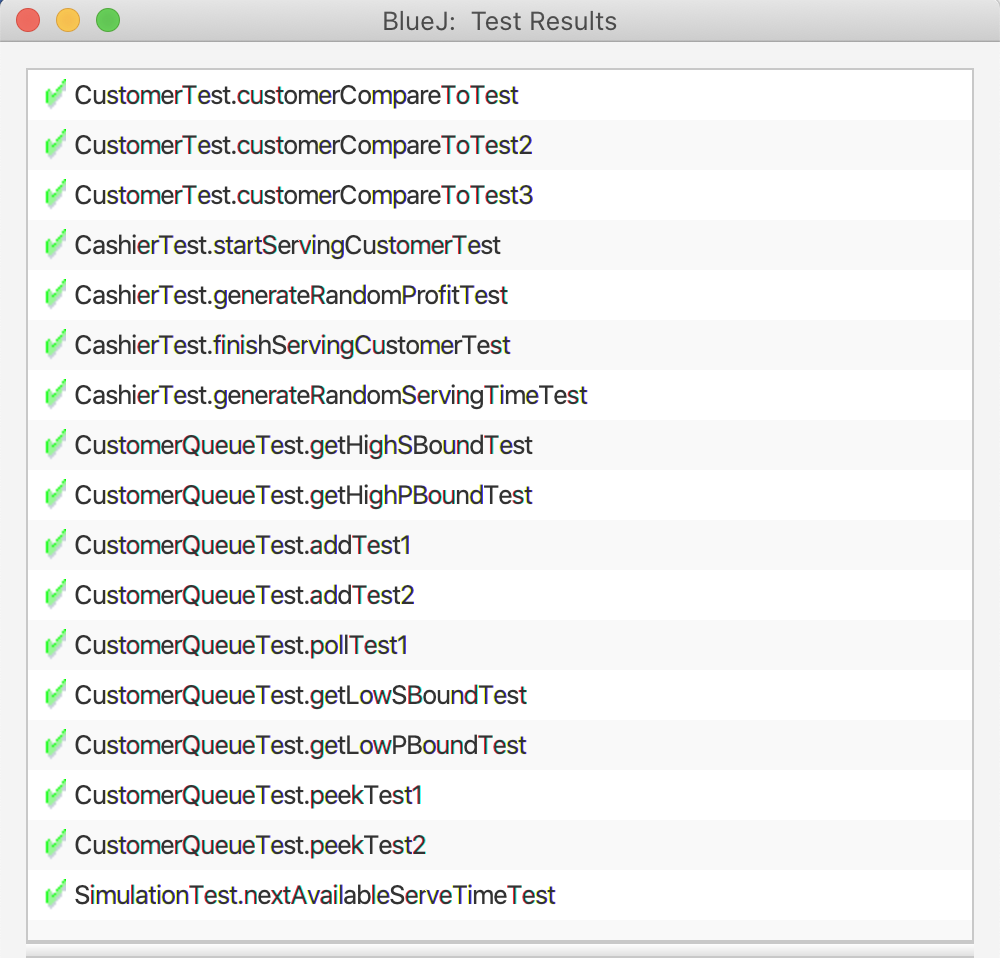 BlueJ:  Test Results
CustomerTest.customerCompareToTest
CustomerTest.customerCompareToTest2
CustomerTest.customerCompareToTest3
CashierTest.startServingCustomerTest
CashierTest.generateRandomProfitTest
CashierTest.finishServingCustomerTest
CashierTest.generateRandomServingTimeTest
CustomerQueueTest.getHighSBoundTest
CustomerQueueTest.getHighPBoundTest
CustomerQueueTest.addTest1
CustomerQueueTest.addTest2
CustomerQueueTest.pollTest1
CustomerQueueTest.getLowSBoundTest
CustomerQueueTest.getLowPBoundTest
CustomerQueueTest.peekTest1
CustomerQueueTest.peekTest2
SimulationTest.nextAvailableServeTimeTest